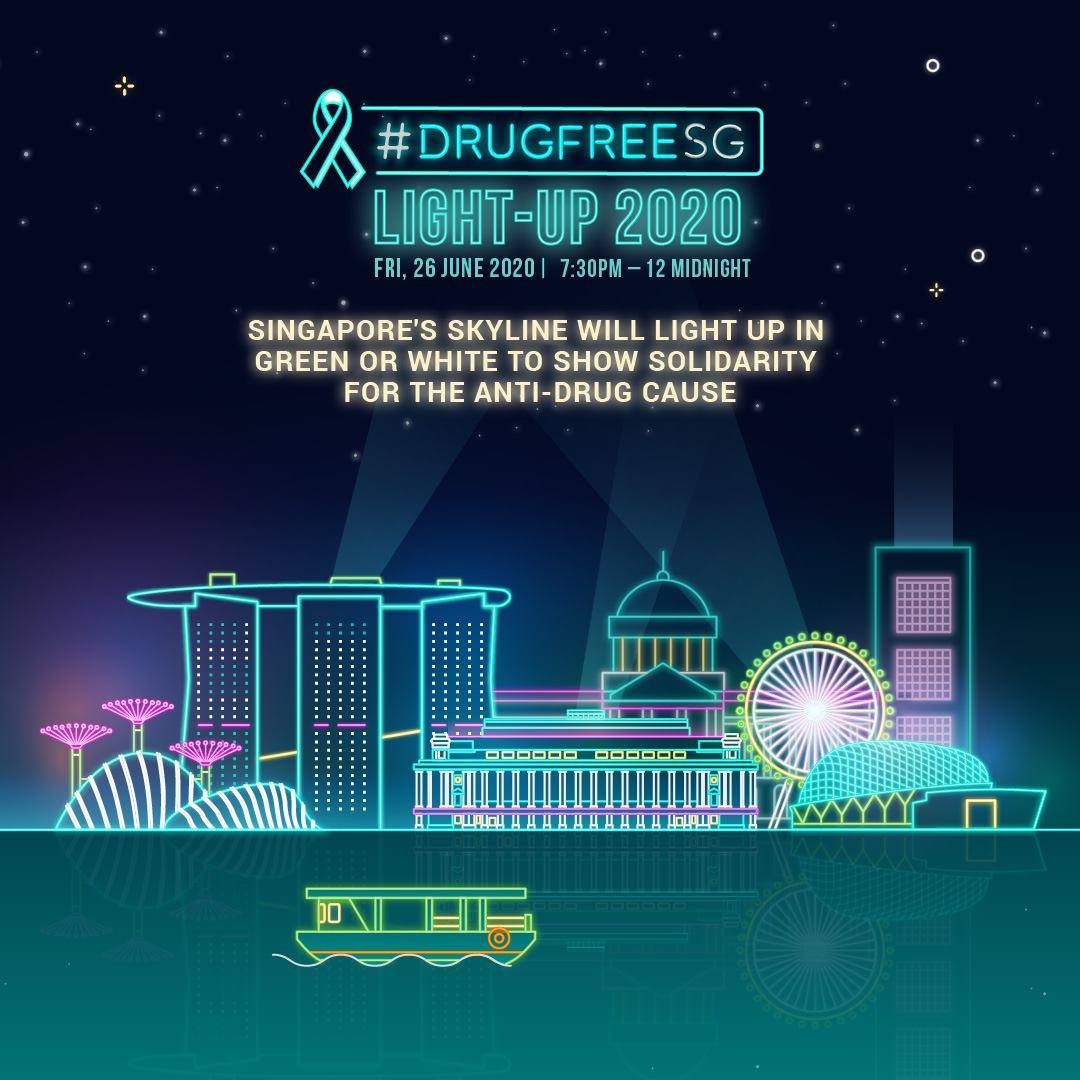 #DRUGFREESG
LIGHT-UP 2020
FRI, 26 JUNE 2020 | 7:30PM – 12 MIDNIGHT
SINGAPORE'S SKYLINE WILL LIGHT UP IN
GREEN OR WHITE TO SHOW SOLIDARITY
FOR THE ANTI-DRUG CAUSE